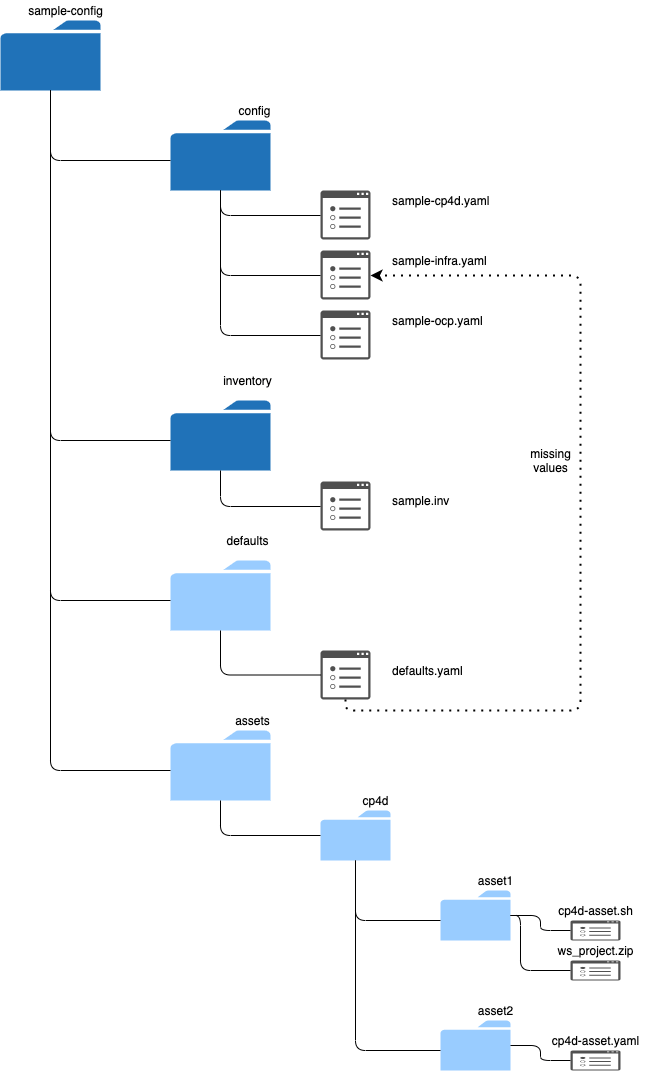 sample-config
config
sample-cp4d.yaml
sample-infra.yaml
sample-ocp.yaml
inventory
missing
values
sample.inv
defaults
defaults.yaml
assets
cp4d
asset1
cp4d-asset.sh
ws_project.zip
asset2
cp4d-asset.yaml